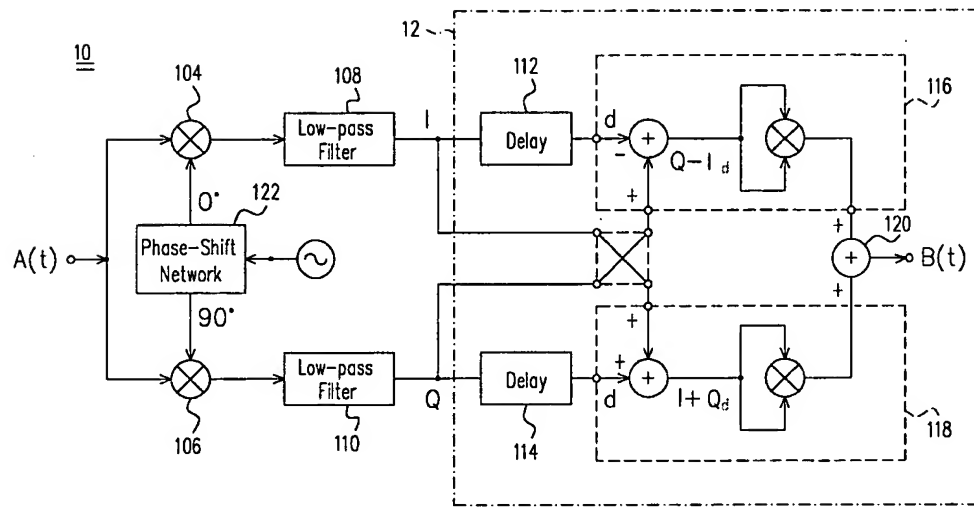 10
12
104
108
112
116
Low-pass
Filter
I
Delay
d
+
-
Q-I d
+
+
0°
122
A(t)
Phase-Shift
Network
120
+
B(t)
90°
+
+
Low-pass
Filter
Q
Delay
d
+
+
I+Qd
106
110
114
118